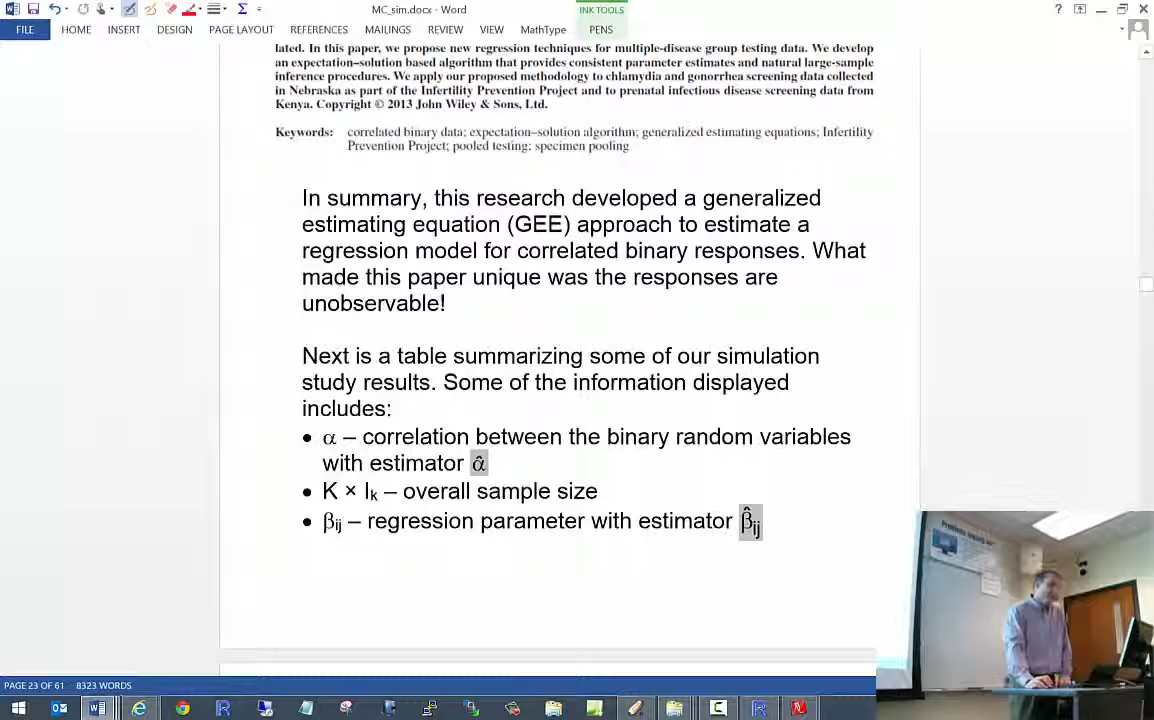 MC_sim.docx - Word
INK TOOLS
FILE HOME INSERT DESIGN PAGE LAYOUT REFERENCES MAILINGS REVIEW VIEW MathType PENS
lated. In this paper, we propose new regression techniques for multiple-disease group testing data. We develop
an expectation–solution based algorithm that provides consistent parameter estimates and natural large-sample
inference procedures. We apply our proposed methodology to chlamydia and gonorrhea screening data collected
in Nebraska as part of the Infertility Prevention Project and to prenatal infectious disease screening data from
Kenya. Copyright © 2013 John Wiley & Sons, Ltd.
Keywords: correlated binary data; expectation–solution algorithm; generalized estimating equations; Infertility
Prevention Project; pooled testing; specimen pooling
In summary, this research developed a generalized
estimating equation (GEE) approach to estimate a
regression model for correlated binary responses. What
made this paper unique was the responses are
unobservable!
Next is a table summarizing some of our simulation
study results. Some of the information displayed
includes:
• α – correlation between the binary random variables
with estimator α̂
• K × Iₖ – overall sample size
• βij – regression parameter with estimator β̂ij
PAGE 23 OF 61 8323 WORDS